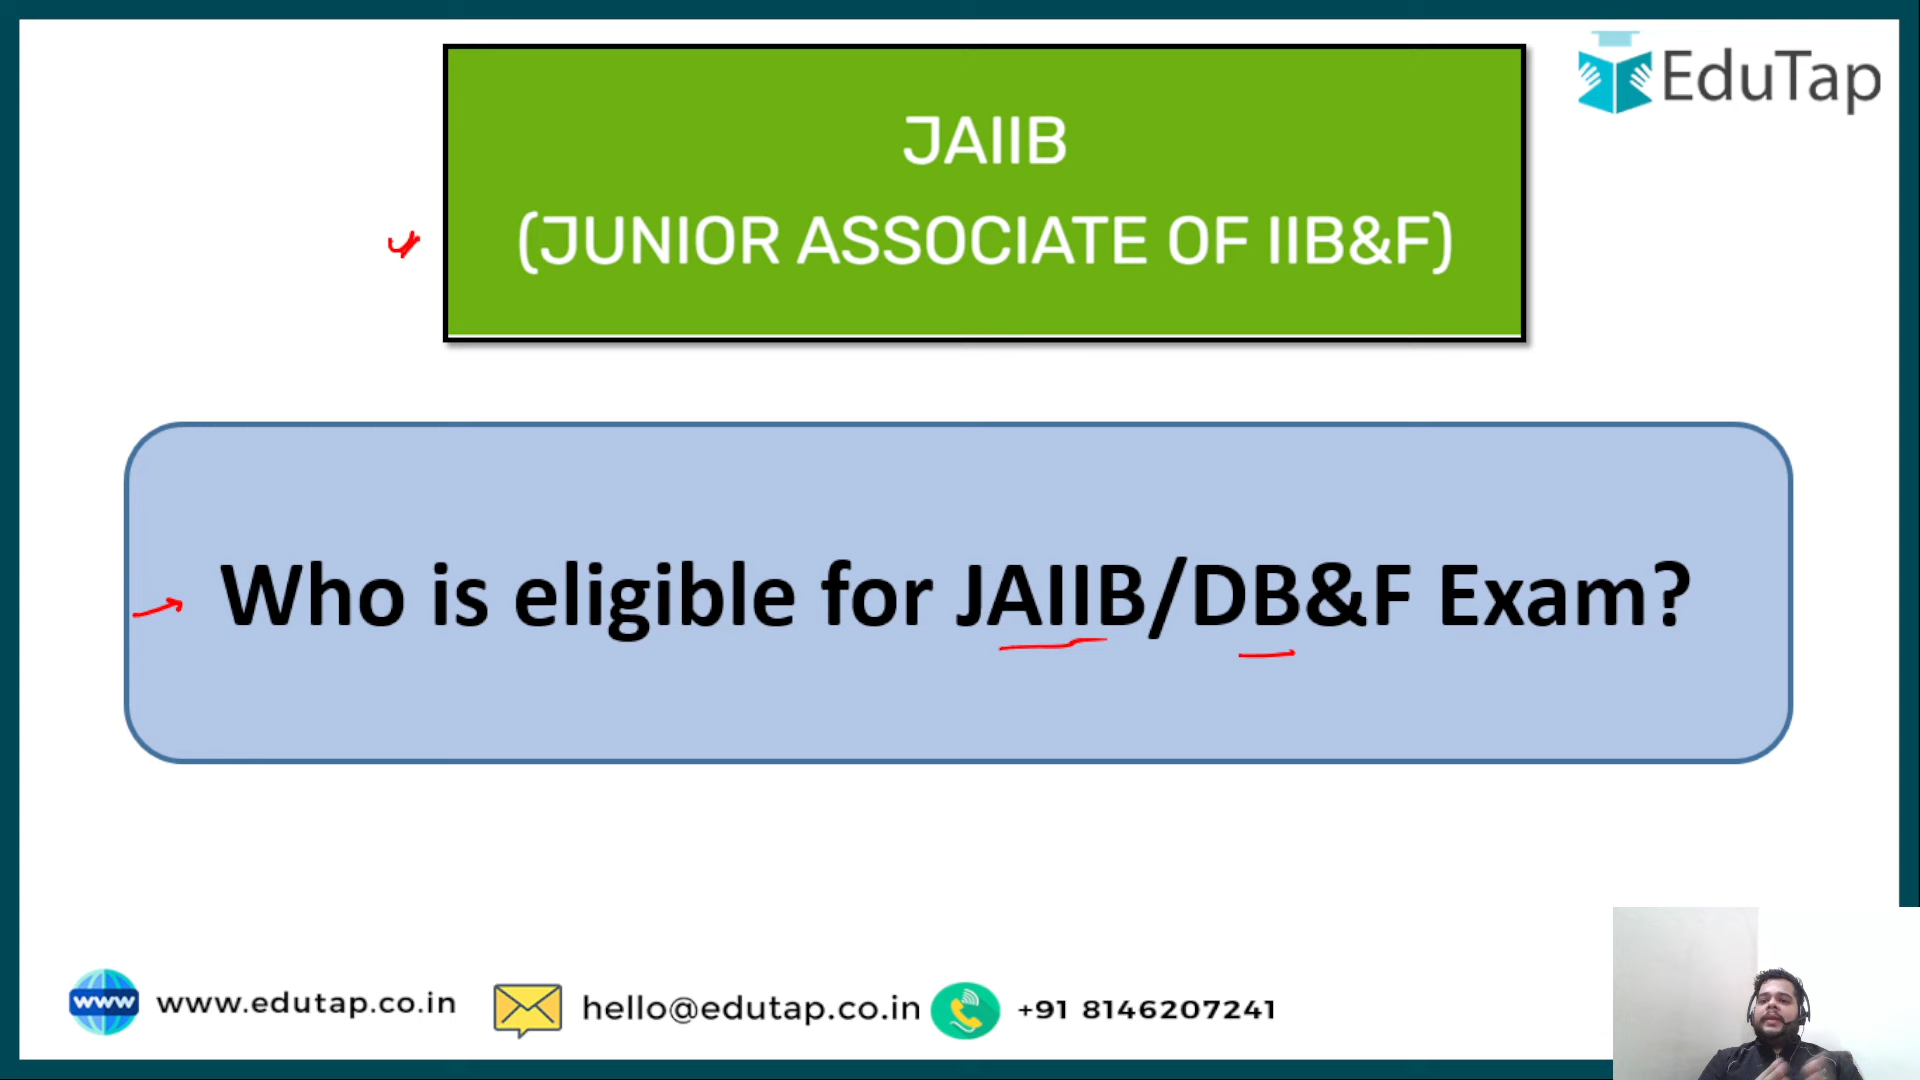 EduTap
JAIIB
(JUNIOR ASSOCIATE OF IIB&F)
Who is eligible for JAIIB/DB&F Exam?
www www.edutap.co.in hello@edutap.co.in +91 8146207241